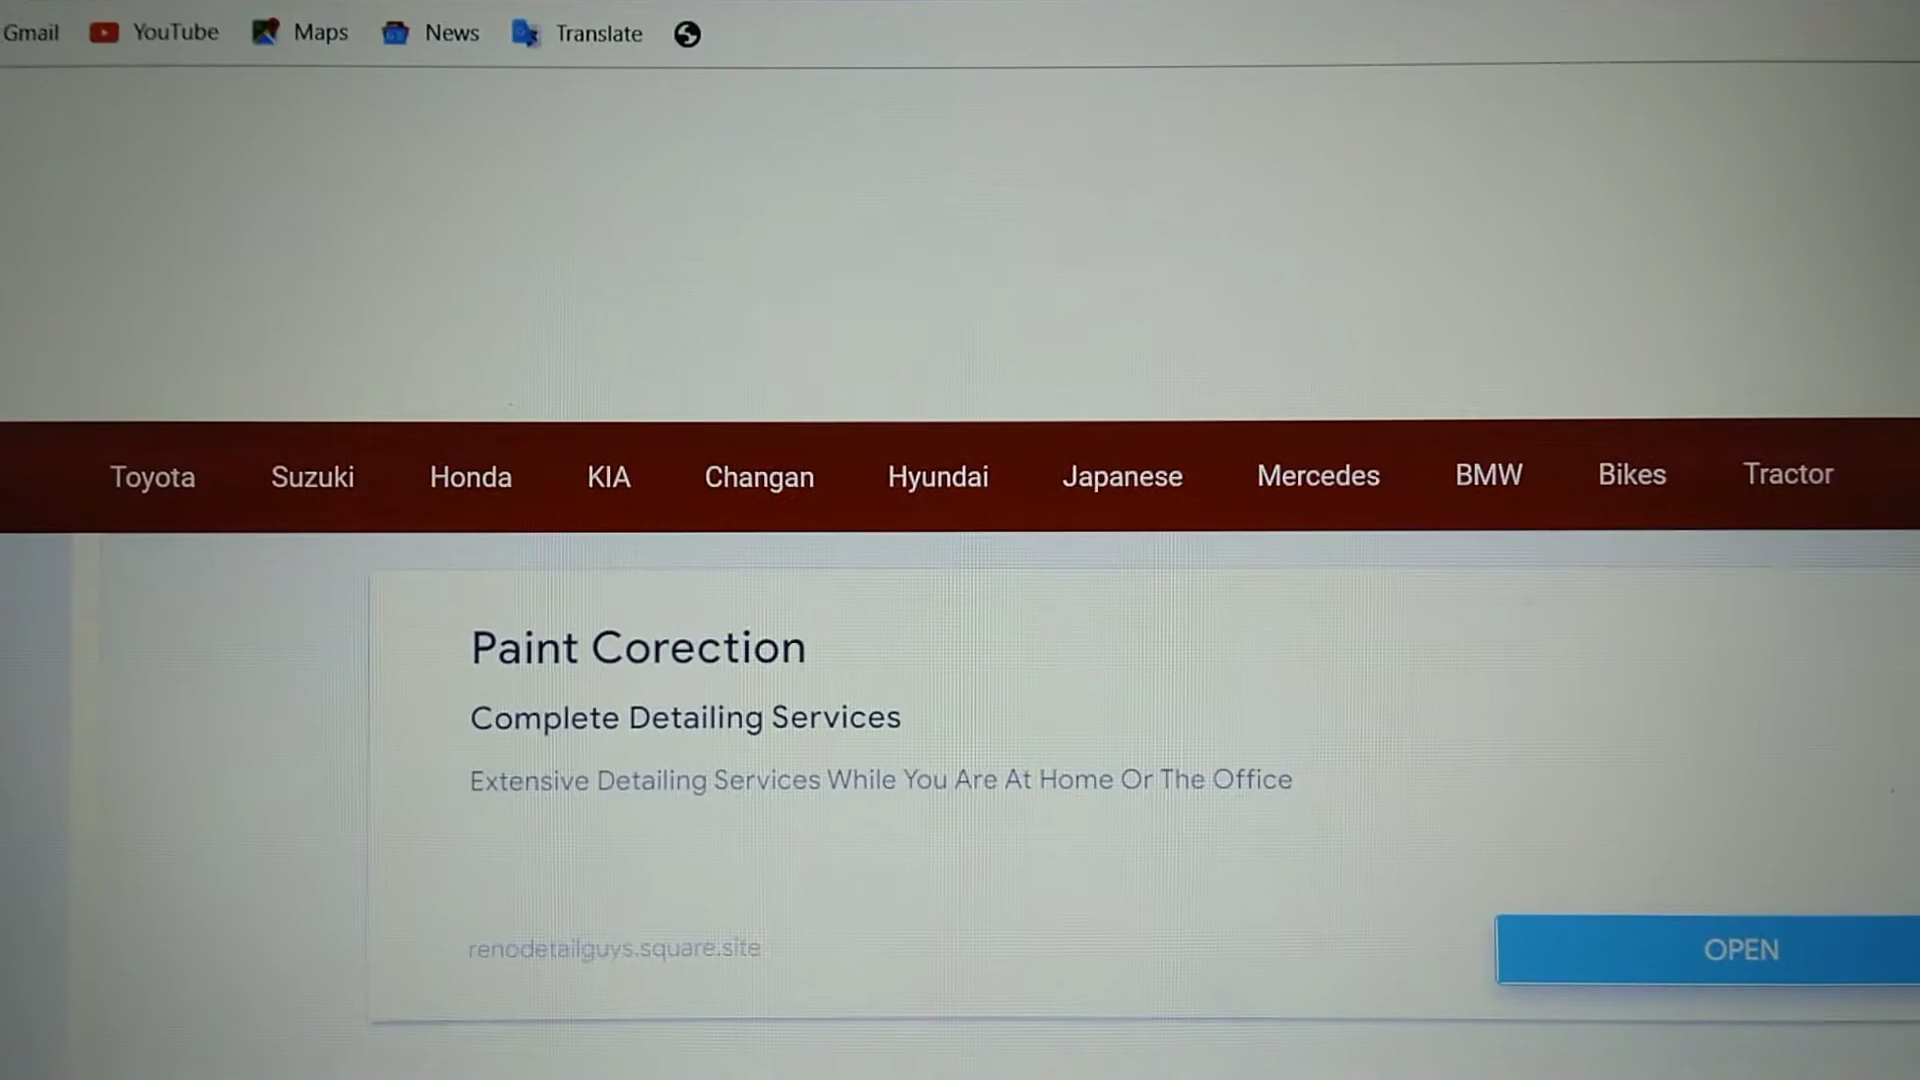 Gmail YouTube Maps News Translate
Toyota Suzuki Honda KIA Changan Hyundai Japanese Mercedes BMW Bikes Tractor
Paint Corection
Complete Detailing Services
Extensive Detailing Services While You Are At Home Or The Office
renodetailguys.square.site
OPEN